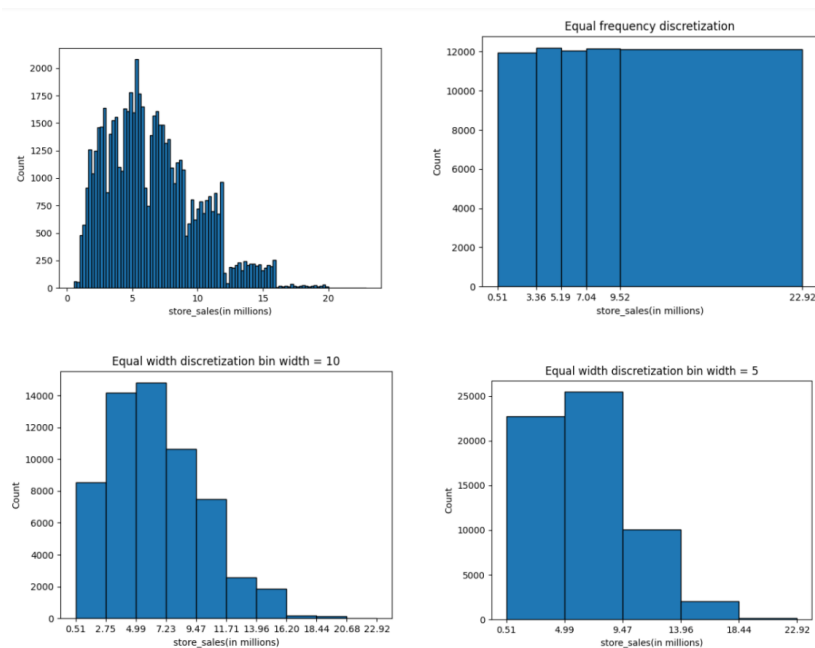 2000
1750
1500
1250
1000
750
500
250
0
Count
0 5 10 15 20
store_sales(in millions)
Equal frequency discretization
12000
10000
8000
6000
4000
2000
0
Count
0.51 3.36 5.19 7.04 9.52 22.92
store_sales(in millions)
Equal width discretization bin width = 10
14000
12000
10000
8000
6000
4000
2000
0
Count
0.51 2.75 4.99 7.23 9.47 11.71 13.96 16.20 18.44 20.68 22.92
store_sales(in millions)
Equal width discretization bin width = 5
25000
20000
15000
10000
5000
0
Count
0.51 4.99 9.47 13.96 18.44 22.92
store_sales(in millions)